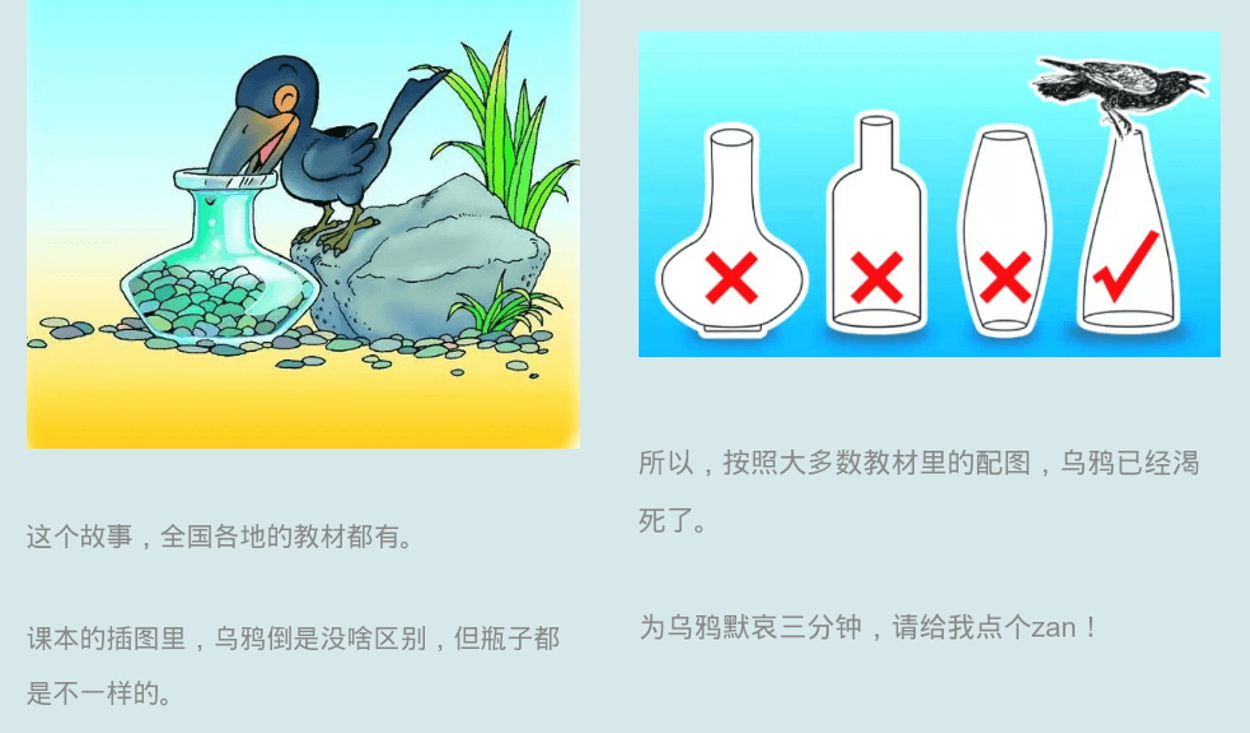 这个故事，全国各地的教材都有。
课本的插图里，乌鸦倒是没啥区别，但瓶子都
是不一样的。
所以，按照大多数教材里的配图，乌鸦已经渴
死了。
为乌鸦默哀三分钟，请给我点个zan！